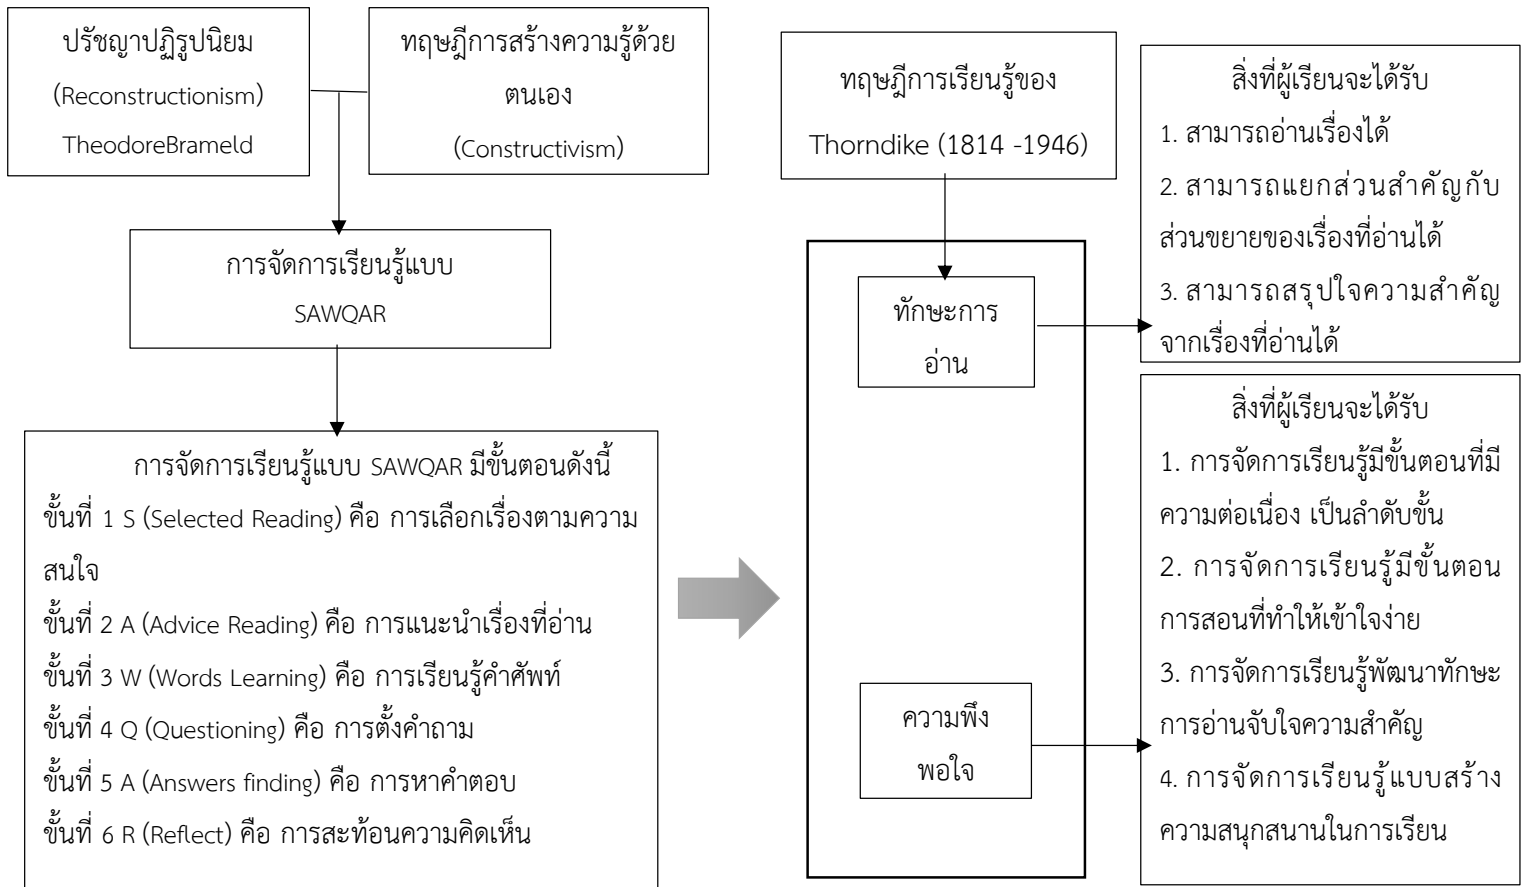 ปรัชญาปฏิรูปนิยม
(Reconstructionism)
TheodoreBrameld
ทฤษฎีการสร้างความรู้ด้วย
ตนเอง
(Constructivism)
การจัดการเรียนรู้แบบ
SAWQAR
การจัดการเรียนรู้แบบ SAWQAR มีขั้นตอนดังนี้
ขั้นที่ 1 S (Selected Reading) คือ การเลือกเรื่องตามความ
สนใจ
ขั้นที่ 2 A (Advice Reading) คือ การแนะนำเรื่องที่อ่าน
ขั้นที่ 3 W (Words Learning) คือ การเรียนรู้คำศัพท์
ขั้นที่ 4 Q (Questioning) คือ การตั้งคำถาม
ขั้นที่ 5 A (Answers finding) คือ การหาคำตอบ
ขั้นที่ 6 R (Reflect) คือ การสะท้อนความคิดเห็น
ทฤษฎีการเรียนรู้ของ
Thorndike (1814 -1946)
ทักษะการ
อ่าน
ความพึง
พอใจ
สิ่งที่ผู้เรียนจะได้รับ
1. สามารถอ่านเรื่องได้
2. สามารถแยกส่วนสำคัญกับ
ส่วนขยายของเรื่องที่อ่านได้
3. สามารถสรุปใจความสำคัญ
จากเรื่องที่อ่านได้
สิ่งที่ผู้เรียนจะได้รับ
1. การจัดการเรียนรู้มีขั้นตอนที่มี
ความต่อเนื่อง เป็นลำดับขั้น
2. การจัดการเรียนรู้มีขั้นตอน
การสอนที่ทำให้เข้าใจง่าย
3. การจัดการเรียนรู้พัฒนาทักษะ
การอ่านจับใจความสำคัญ
4. การจัดการเรียนรู้แบบสร้าง
ความสนุกสนานในการเรียน